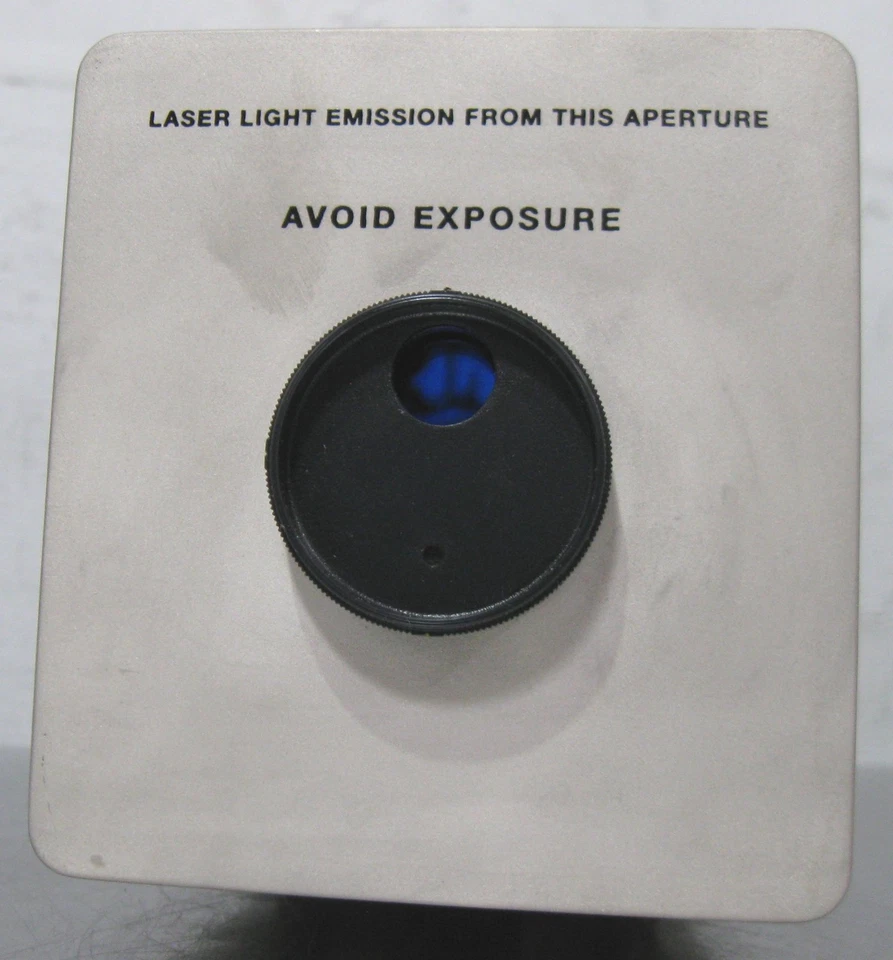 LASER LIGHT EMISSION FROM THIS APERTURE
AVOID EXPOSURE